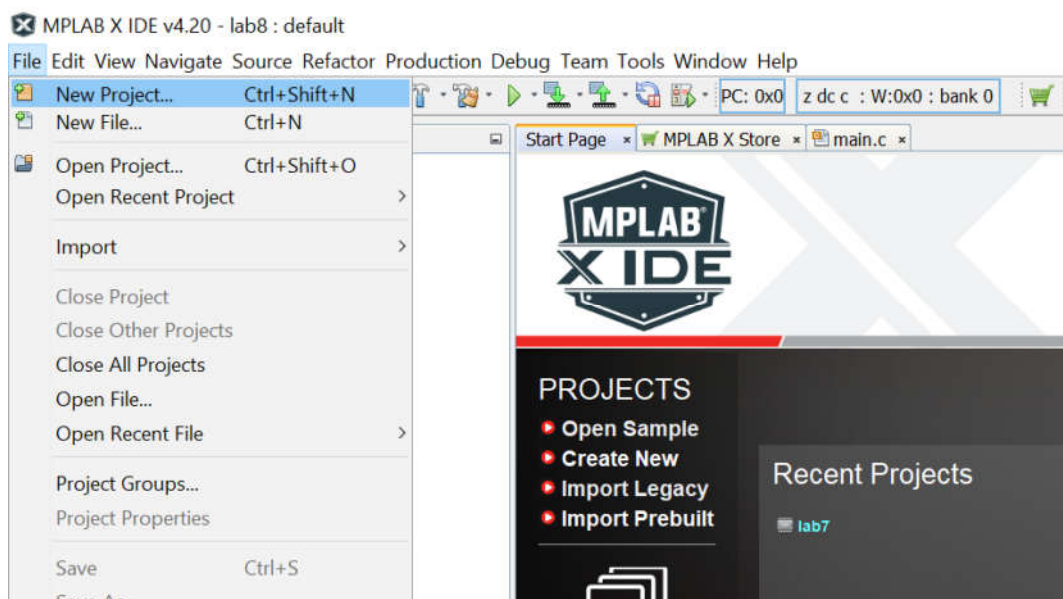 MPLAB X IDE v4.20 - lab8 : default
File Edit View Navigate Source Refactor Production Debug Team Tools Window Help
New Project... Ctrl+Shift+N
PC: 0x0 z dc c : W:0x0 : bank 0
New File... Ctrl+N
Open Project... Ctrl+Shift+O
Open Recent Project
Import
Close Project
Close Other Projects
Close All Projects
Open File...
Open Recent File
Project Groups...
Project Properties
Save Ctrl+S
Start Page MPLAB X Store main.c
MPLAB
X IDE
PROJECTS
Open Sample
Create New
Import Legacy
Import Prebuilt
Recent Projects
lab7